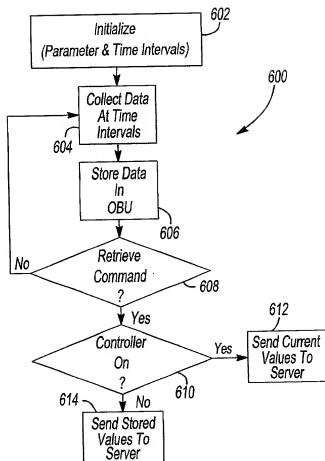 Initialize
(Parameter & Time Intervals)
602
600
Collect Data
At Time
Intervals
604
Store Data
In
OBU
606
Retrieve
Command
?
608
No
Yes
Controller
On
?
610
Yes
612
Send Current
Values To
Server
No
614
Send Stored
Values To
Server